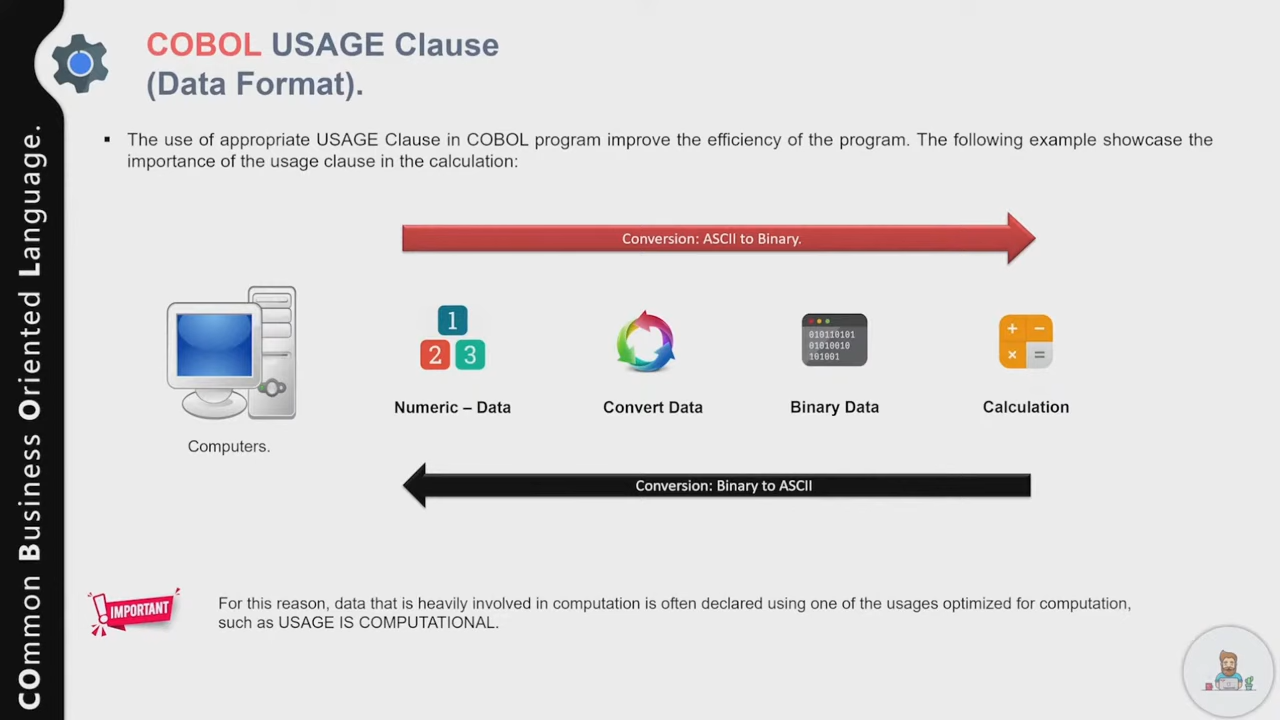 COBOL USAGE Clause
(Data Format).
COmmon Business Oriented Language.
▪ The use of appropriate USAGE Clause in COBOL program improve the efficiency of the program. The following example showcase the
importance of the usage clause in the calculation:
Conversion: ASCII to Binary.
1
2 3
010110101
01010010
101001
+ −
× =
Numeric – Data
Convert Data
Binary Data
Calculation
Computers.
Conversion: Binary to ASCII
IMPORTANT
For this reason, data that is heavily involved in computation is often declared using one of the usages optimized for computation,
such as USAGE IS COMPUTATIONAL.